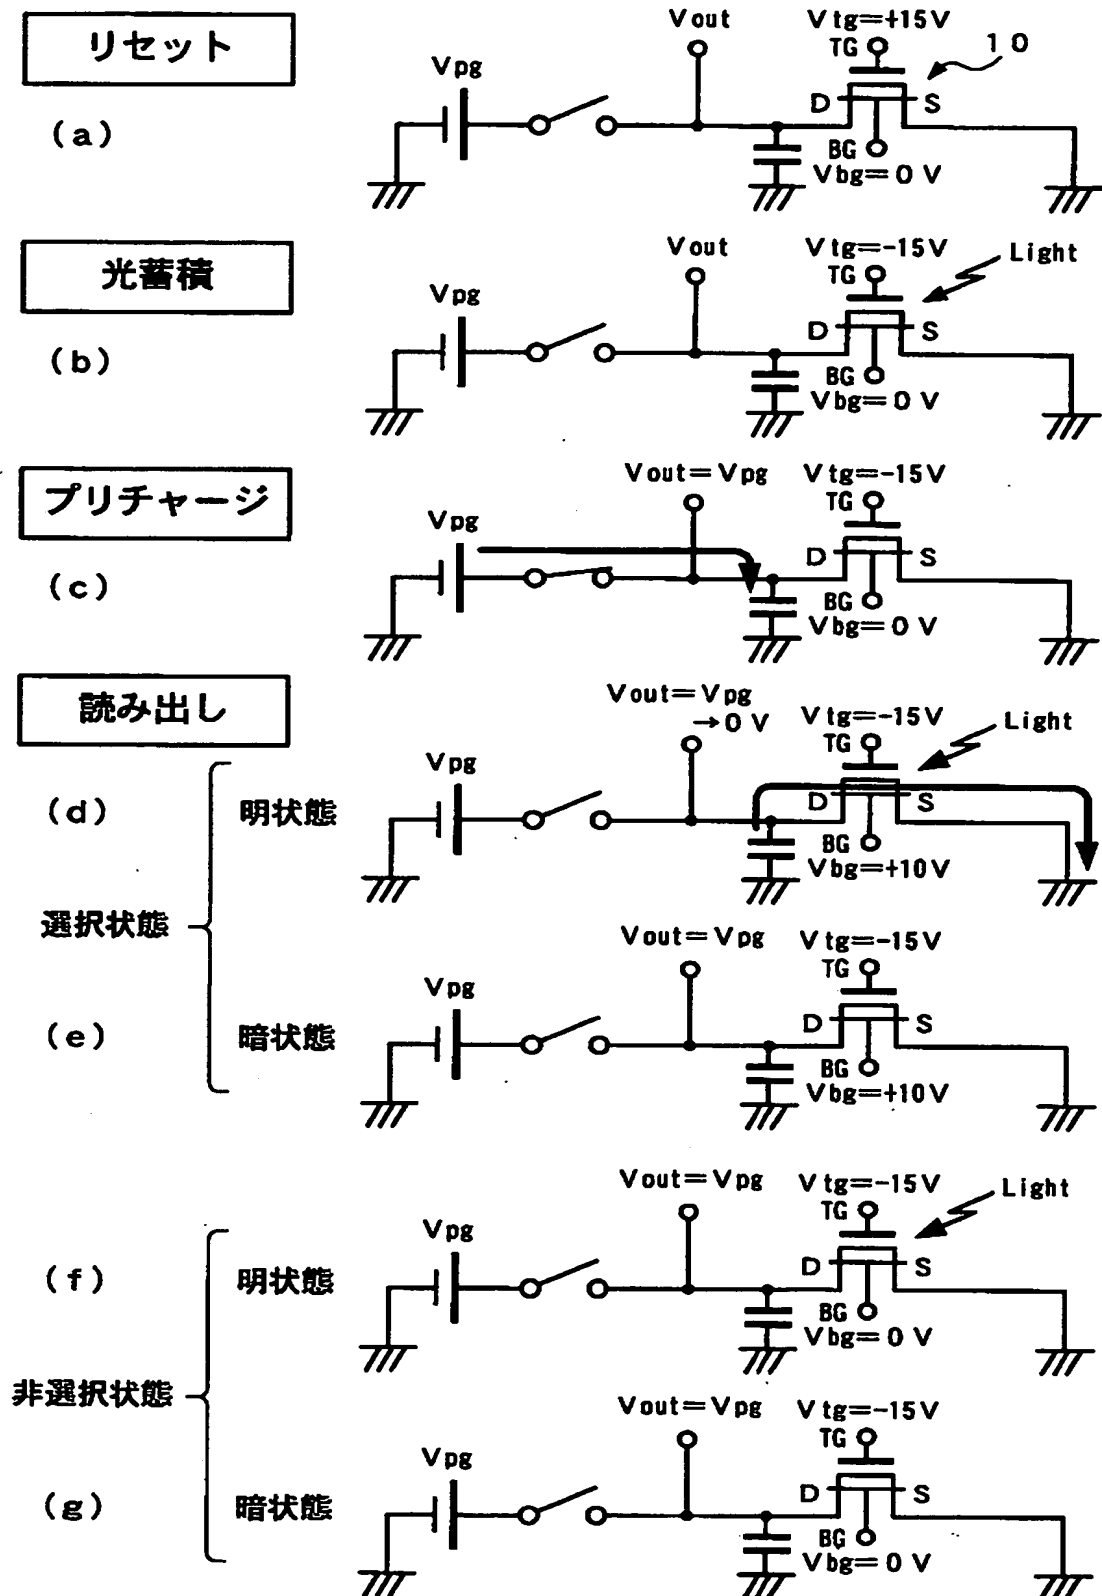 リセット
(a)
Vpg
Vout
Vtg=+15V
TG
10
D
S
BG
Vbg=0V
光蓄積
(b)
Vpg
Vout
Vtg=-15V
TG
Light
D
S
BG
Vbg=0V
プリチャージ
(c)
Vpg
Vout=Vpg
Vtg=-15V
TG
D
S
BG
Vbg=0V
読み出し
選択状態
(d)
明状態
Vpg
Vout=Vpg
→0V
Vtg=-15V
TG
Light
D
S
BG
Vbg=+10V
(e)
暗状態
Vpg
Vout=Vpg
Vtg=-15V
TG
D
S
BG
Vbg=+10V
非選択状態
(f)
明状態
Vpg
Vout=Vpg
Vtg=-15V
TG
Light
D
S
BG
Vbg=0V
(g)
暗状態
Vpg
Vout=Vpg
Vtg=-15V
TG
D
S
BG
Vbg=0V